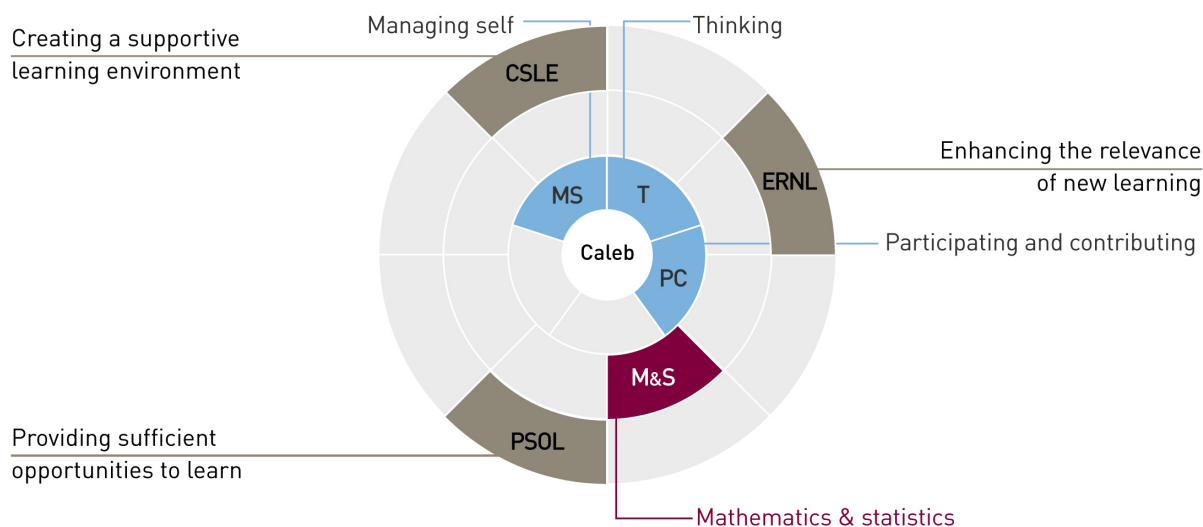 Managing self
Thinking
Creating a supportive
learning environment
CSLE
Enhancing the relevance
of new learning
ERNL
MS
T
Participating and contributing
Caleb
PC
M&S
Providing sufficient
opportunities to learn
PSOL
Mathematics & statistics